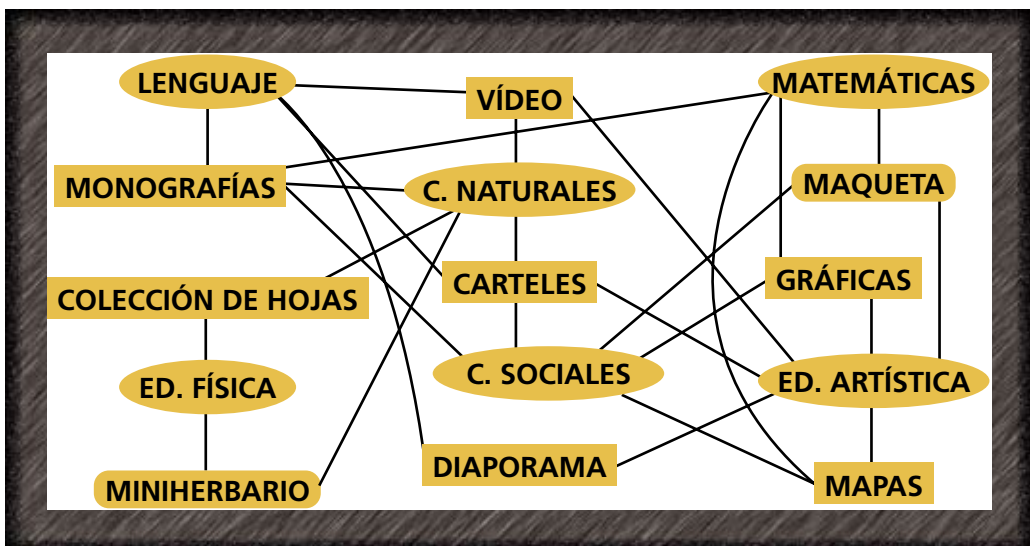 LENGUAJE
VÍDEO
MATEMÁTICAS
MONOGRAFÍAS
C. NATURALES
MAQUETA
COLECCIÓN DE HOJAS
CARTELES
GRÁFICAS
ED. FÍSICA
C. SOCIALES
ED. ARTÍSTICA
MINIHERBARIO
DIAPORAMA
MAPAS